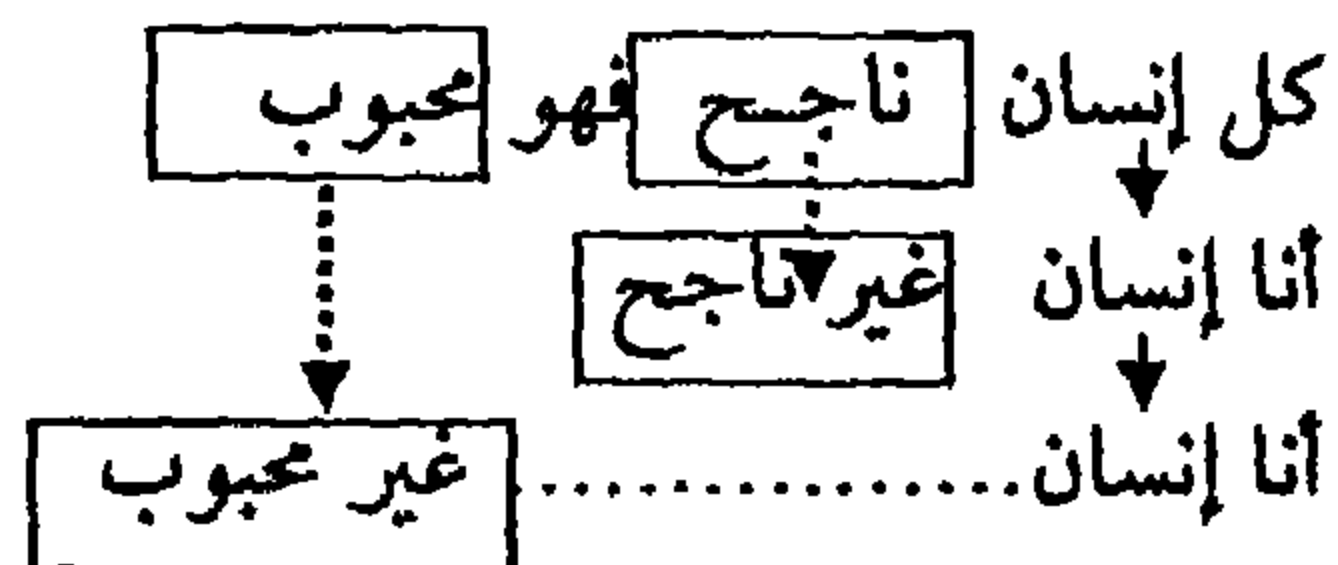 كل إنسان ناجح فهو محبوب
أنا إنسان غير ناجح
أنا إنسان................ غير محبوب